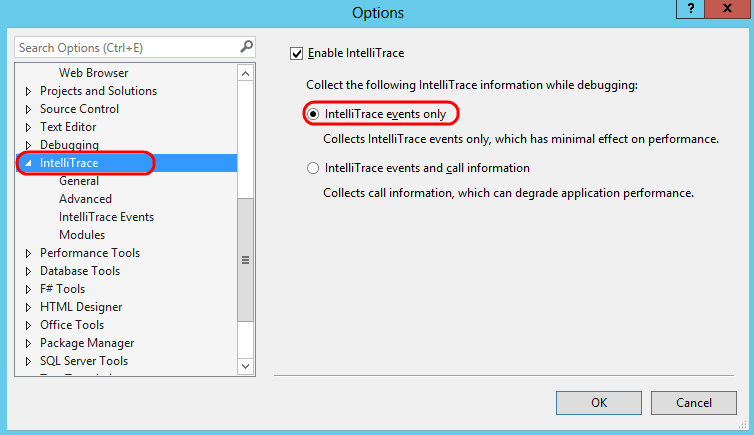 Options
?
x
Search Options (Ctrl+E)
Web Browser
Projects and Solutions
Source Control
Text Editor
Debugging
IntelliTrace
General
Advanced
IntelliTrace Events
Modules
Performance Tools
Database Tools
F# Tools
HTML Designer
Office Tools
Package Manager
SQL Server Tools
Enable IntelliTrace
Collect the following IntelliTrace information while debugging:
IntelliTrace events only
Collects IntelliTrace events only, which has minimal effect on performance.
IntelliTrace events and call information
Collects call information, which can degrade application performance.
OK
Cancel